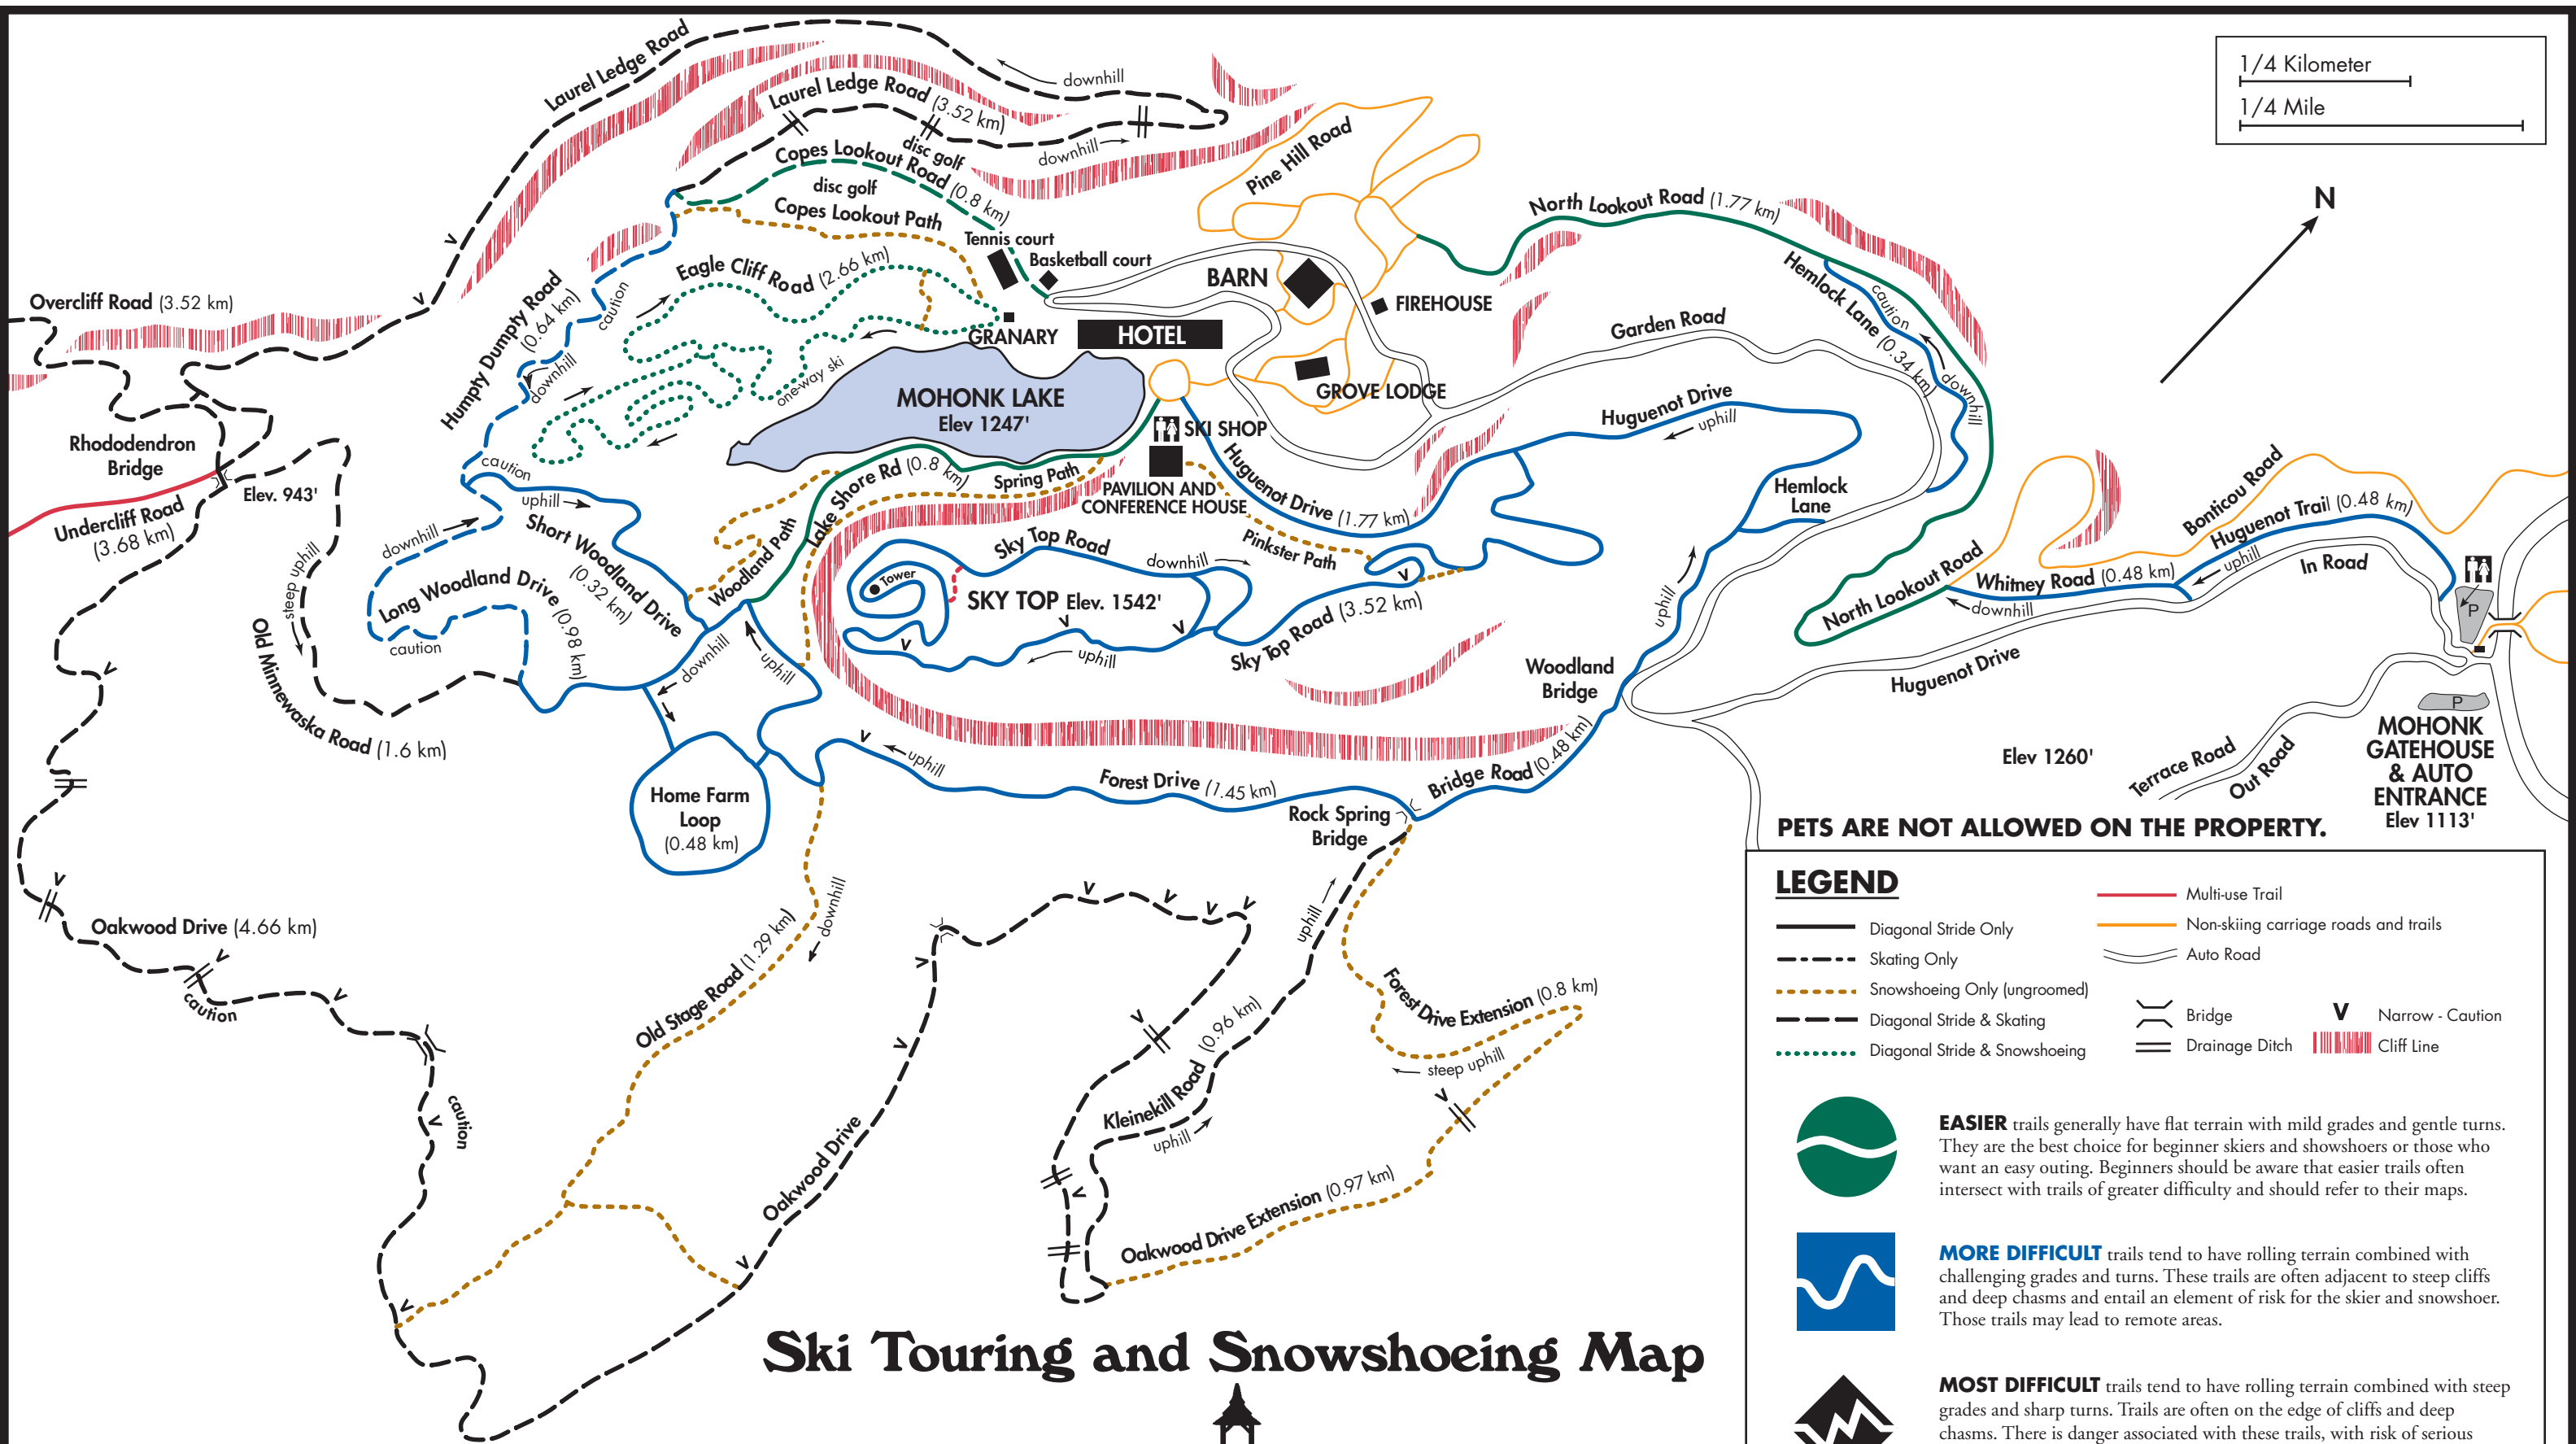 Laurel Ledge Road
downhill
Laurel Ledge Road (3.52 km)
downhill
disc golf
Copes Lookout Road (0.8 km)
disc golf
Copes Lookout Path
Tennis court
Basketball court
Eagle Cliff Road (2.66 km)
GRANARY
HOTEL
BARN
FIREHOUSE
GROVE LODGE
Pine Hill Road
North Lookout Road (1.77 km)
Hemlock Lane (0.34 km)
caution
downhill
Garden Road
1/4 Kilometer
1/4 Mile
N
Overcliff Road (3.52 km)
Humpty Dumpty Road
(0.64 km)
caution
downhill
one-way ski
MOHONK LAKE
Elev 1247'
SKI SHOP
PAVILION AND
CONFERENCE HOUSE
Huguenot Drive
uphill
Huguenot Drive (1.77 km)
Hemlock
Lane
Rhododendron
Bridge
Elev. 943'
Undercliff Road
(3.68 km)
caution
uphill
Short Woodland Drive
(0.32 km)
downhill
Long Woodland Drive (0.98 km)
caution
steep uphill
Old Minnewaska Road (1.6 km)
Woodland Path
Lake Shore Rd (0.8 km)
Spring Path
Pinkster Path
Sky Top Road
downhill
Tower
SKY TOP Elev. 1542'
Sky Top Road (3.52 km)
uphill
downhill
uphill
Home Farm
Loop
(0.48 km)
uphill
Forest Drive (1.45 km)
Rock Spring
Bridge
Bridge Road (0.48 km)
Woodland
Bridge
uphill
North Lookout Road
Huguenot Drive
Whitney Road (0.48 km)
downhill
Bonticou Road
Huguenot Trail (0.48 km)
uphill
In Road
P
P
MOHONK
GATEHOUSE
& AUTO
ENTRANCE
Elev 1113'
Elev 1260'
Terrace Road
Out Road
Oakwood Drive (4.66 km)
caution
caution
Old Stage Road (1.29 km)
downhill
Oakwood Drive
Kleinekill Road (0.96 km)
uphill
uphill
Forest Drive Extension (0.8 km)
steep uphill
Oakwood Drive Extension (0.97 km)
PETS ARE NOT ALLOWED ON THE PROPERTY.
LEGEND
Diagonal Stride Only
Skating Only
Snowshoeing Only (ungroomed)
Diagonal Stride & Skating
Diagonal Stride & Snowshoeing
Multi-use Trail
Non-skiing carriage roads and trails
Auto Road
Bridge
Drainage Ditch
V Narrow - Caution
Cliff Line
EASIER trails generally have flat terrain with mild grades and gentle turns.
They are the best choice for beginner skiers and showshoers or those who
want an easy outing. Beginners should be aware that easier trails often
intersect with trails of greater difficulty and should refer to their maps.
MORE DIFFICULT trails tend to have rolling terrain combined with
challenging grades and turns. These trails are often adjacent to steep cliffs
and deep chasms and entail an element of risk for the skier and snowshoer.
Those trails may lead to remote areas.
MOST DIFFICULT trails tend to have rolling terrain combined with steep
grades and sharp turns. Trails are often on the edge of cliffs and deep
chasms. There is danger associated with these trails, with risk of serious
Ski Touring and Snowshoeing Map